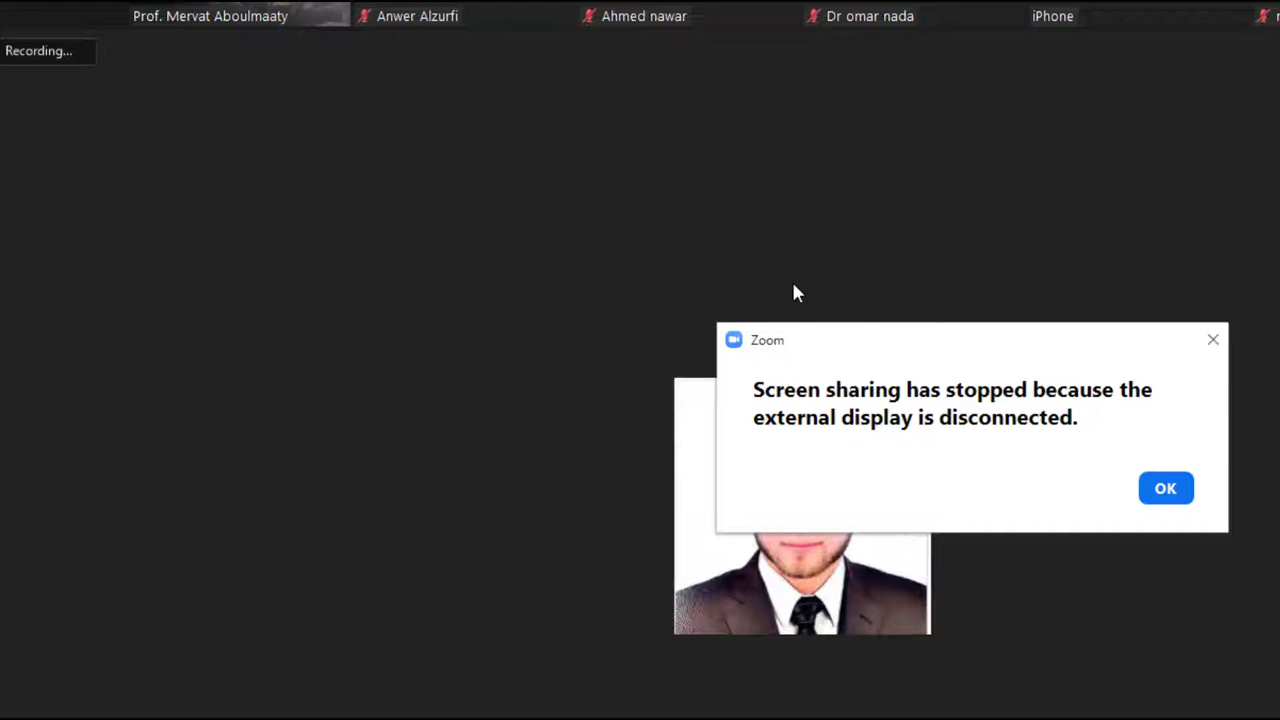 Prof. Mervat Aboulmaaty
Anwer Alzurfi
Ahmed nawar
Dr omar nada
iPhone
Recording...
Zoom
Screen sharing has stopped because the
external display is disconnected.
OK